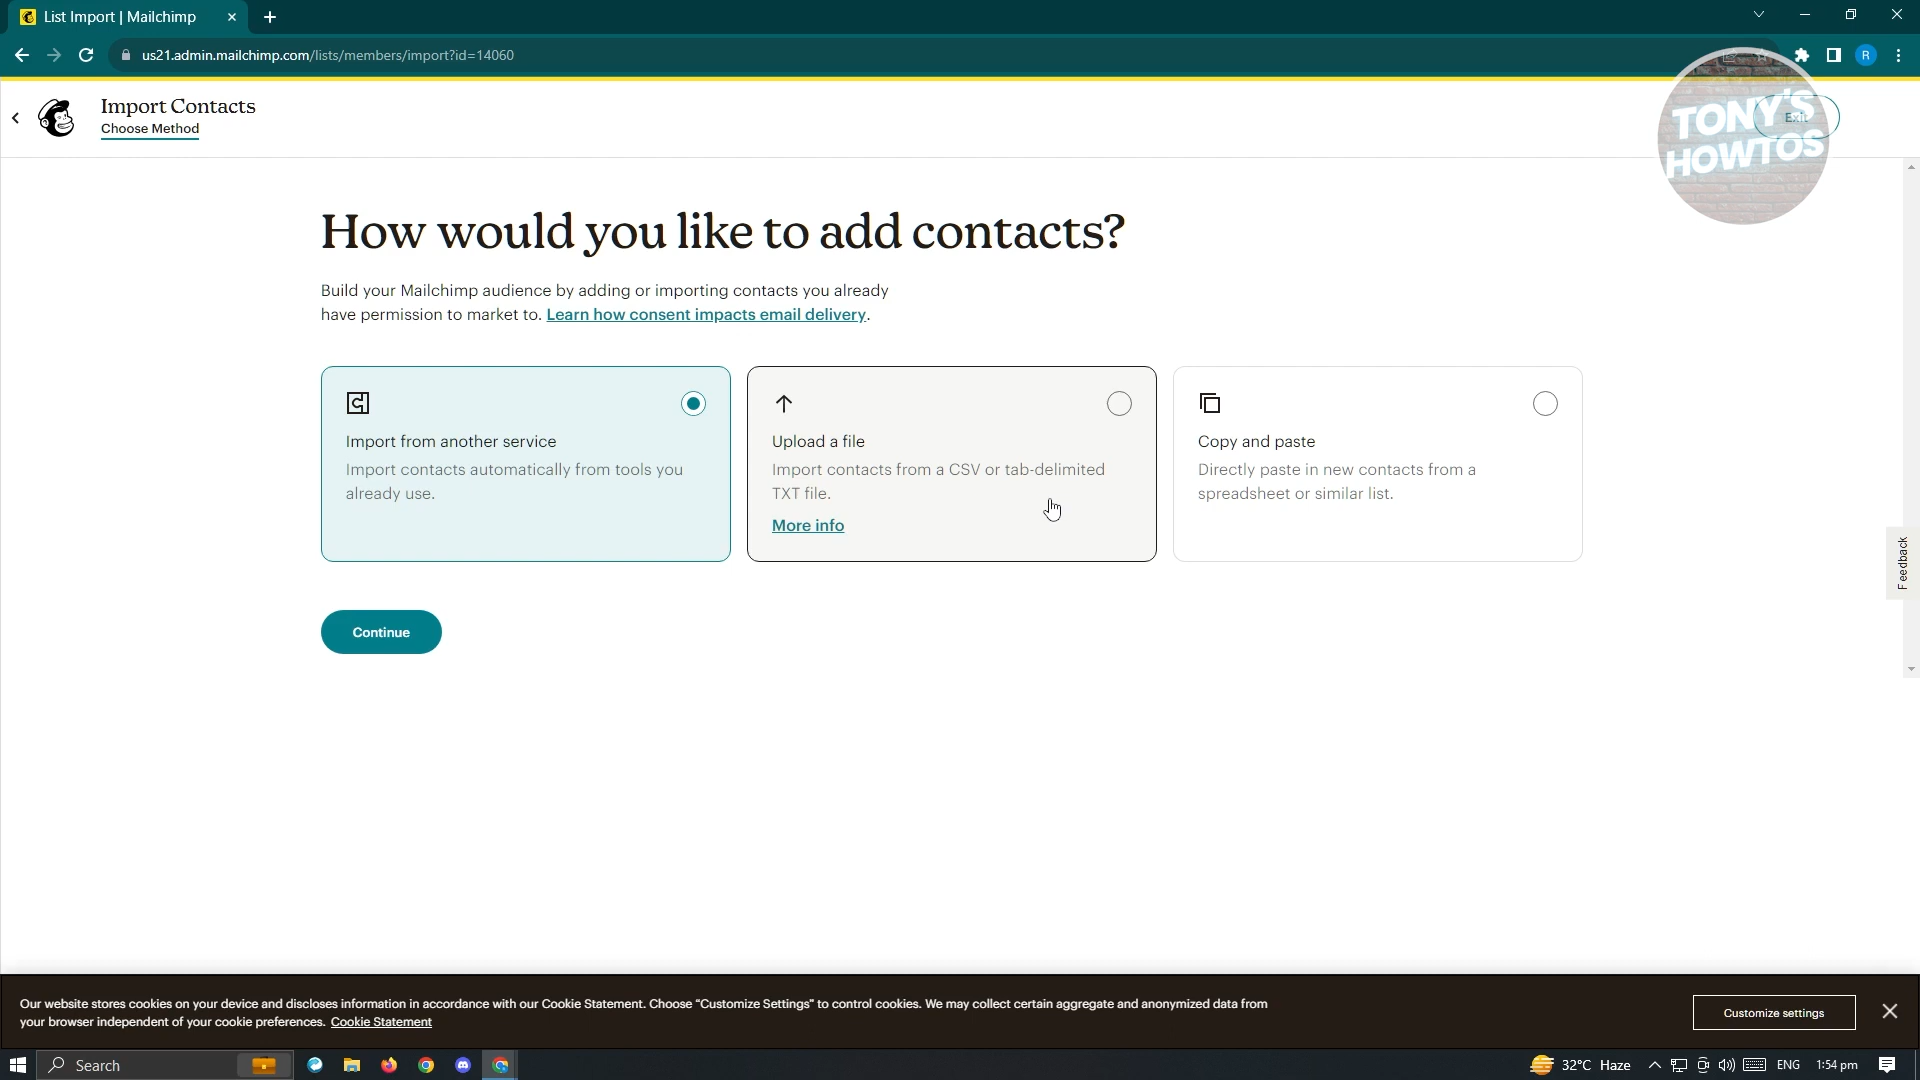 List Import | Mailchimp
us21.admin.mailchimp.com/lists/members/import?id=14060
R
Import Contacts
Choose Method
Exit
TONY'S
HOWTOS
How would you like to add contacts?
Build your Mailchimp audience by adding or importing contacts you already
have permission to market to. Learn how consent impacts email delivery.
Import from another service
Import contacts automatically from tools you
already use.
Upload a file
Import contacts from a CSV or tab-delimited
TXT file.
More info
Copy and paste
Directly paste in new contacts from a
spreadsheet or similar list.
Feedback
Continue
Our website stores cookies on your device and discloses information in accordance with our Cookie Statement. Choose "Customize Settings" to control cookies. We may collect certain aggregate and anonymized data from
your browser independent of your cookie preferences. Cookie Statement
Customize settings
Search
32°C Haze
ENG
1:54 pm